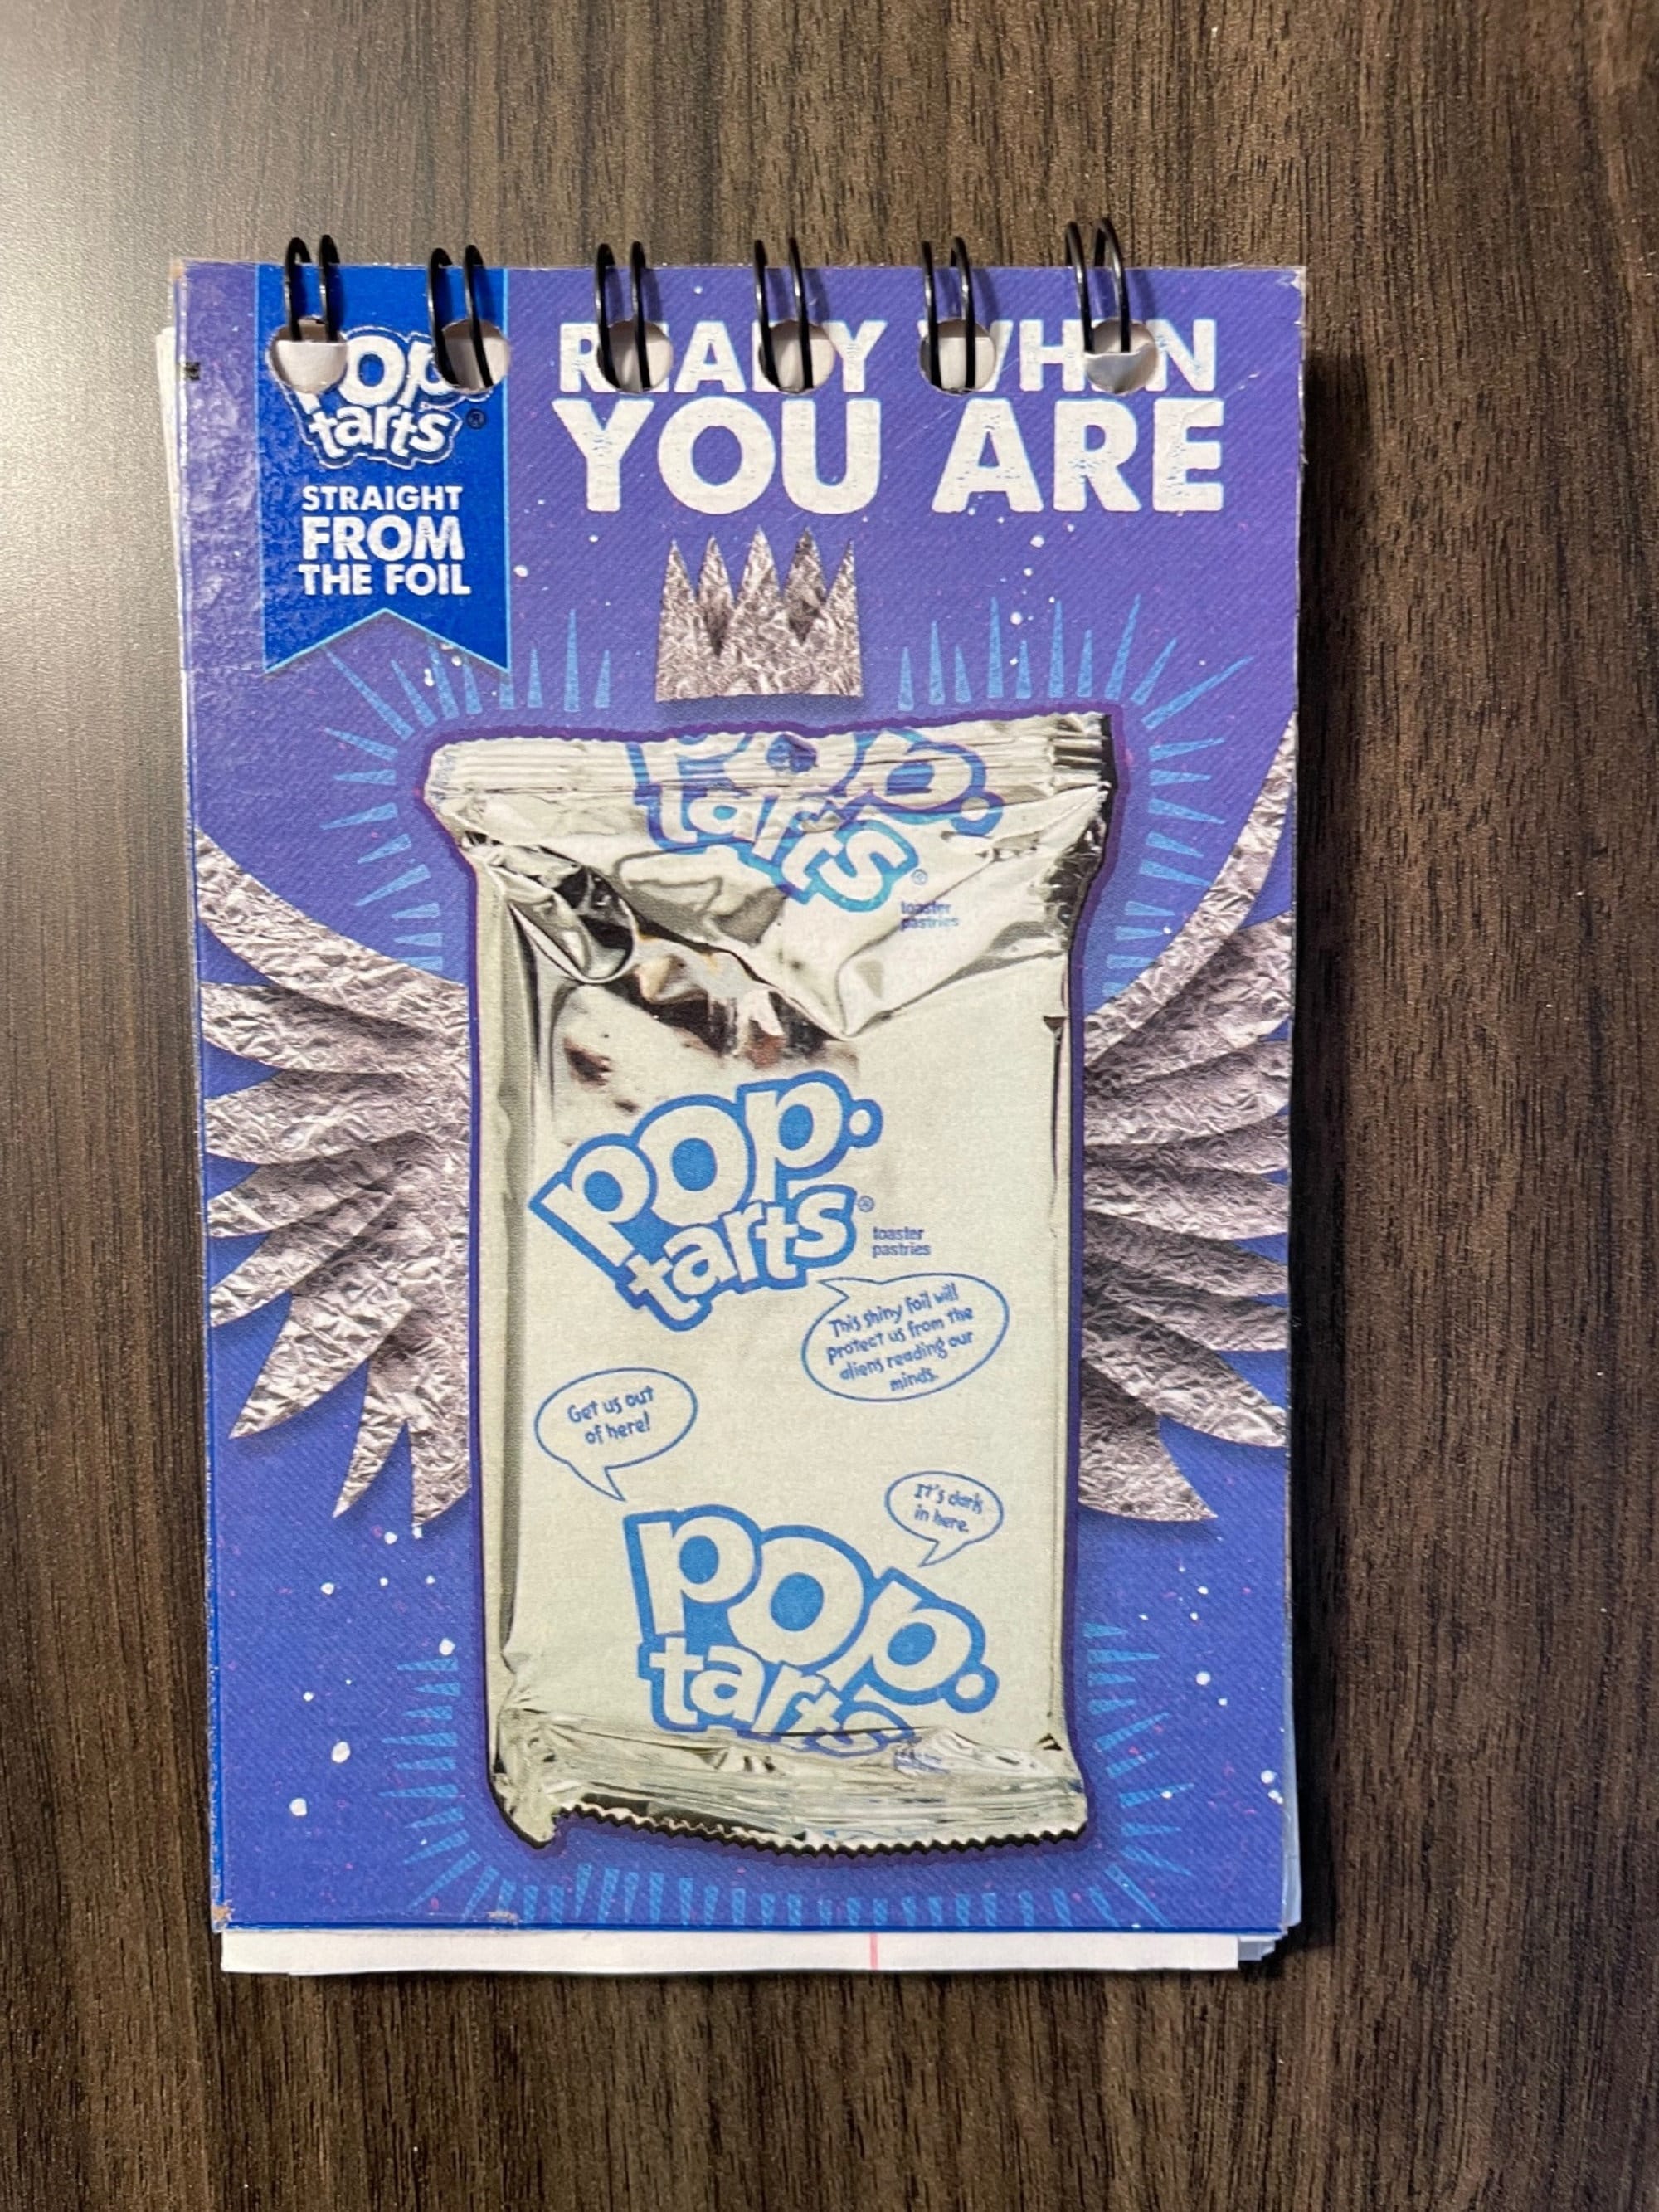 POP
tarts®
STRAIGHT
FROM
THE FOIL
READY WHEN
YOU ARE
Pop.
tarts®
toaster
pastries
Pop.
tarts®
toaster
pastries
This shiny foil will
protect us from the
aliens reading our
minds.
Get us out
of here!
It's dark
in here.
Pop.
tarts